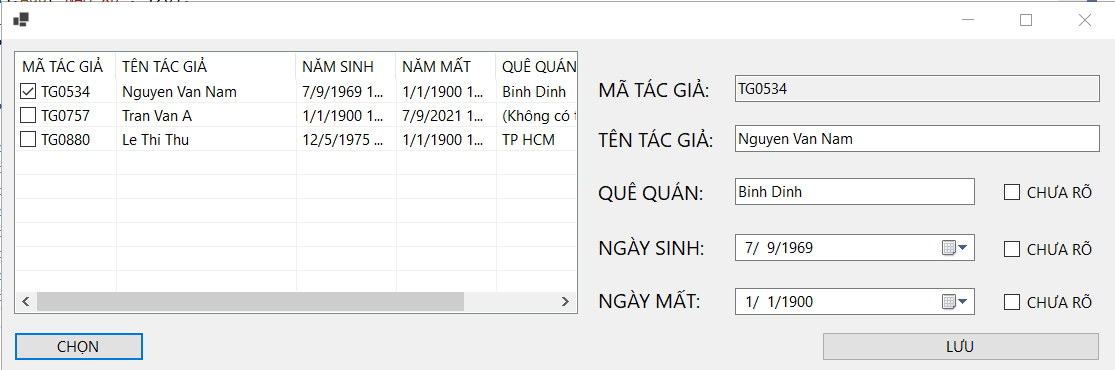 MÃ TÁC GIẢ TÊN TÁC GIẢ NĂM SINH NĂM MẤT QUÊ QUÁN
TG0534 Nguyen Van Nam 7/9/1969 1... 1/1/1900 1... Binh Dinh
TG0757 Tran Van A 1/1/1900 1... 7/9/2021 1... (Không có
TG0880 Le Thi Thu 12/5/1975 ... 1/1/1900 1... TP HCM
CHỌN
MÃ TÁC GIẢ: TG0534
TÊN TÁC GIẢ: Nguyen Van Nam
QUÊ QUÁN: Binh Dinh CHƯA RÕ
NGÀY SINH: 7/ 9/1969 CHƯA RÕ
NGÀY MẤT: 1/ 1/1900 CHƯA RÕ
LƯU